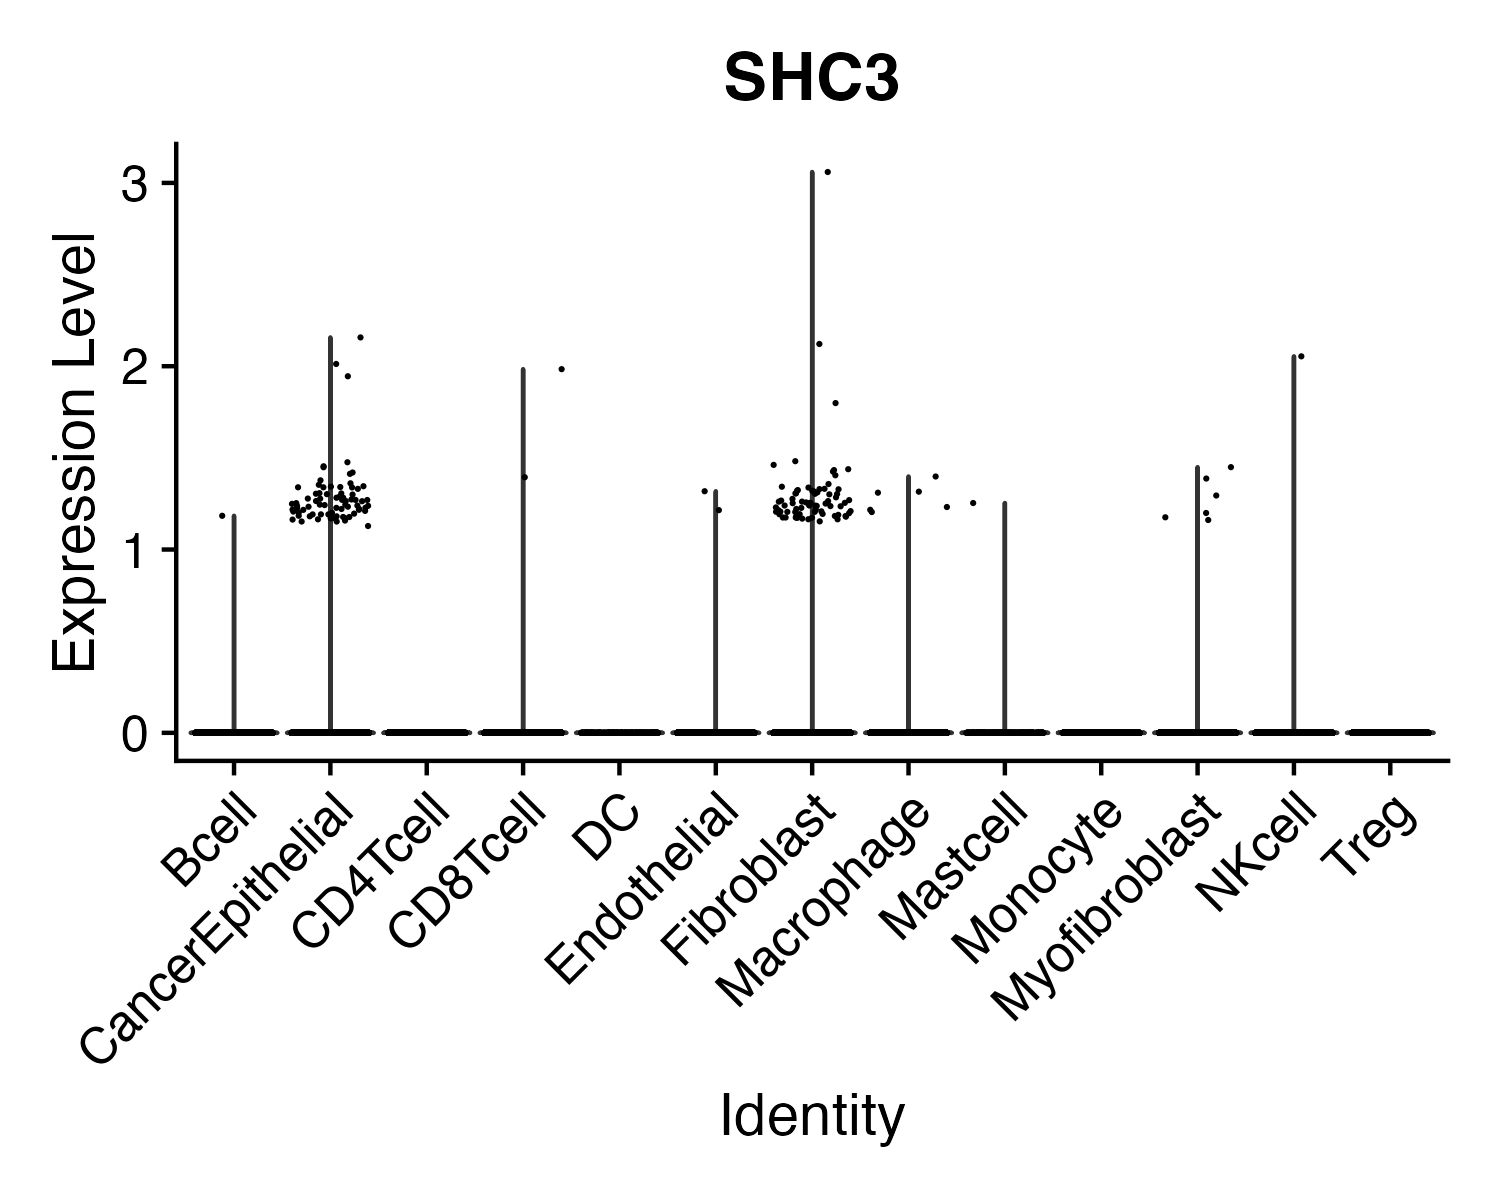 SHC3
Expression Level
3
2
1
0
Bcell
CancerEpithelial
CD4Tcell
CD8Tcell
DC
Endothelial
Fibroblast
Macrophage
Mastcell
Monocyte
Myofibroblast
NKcell
Treg
Identity